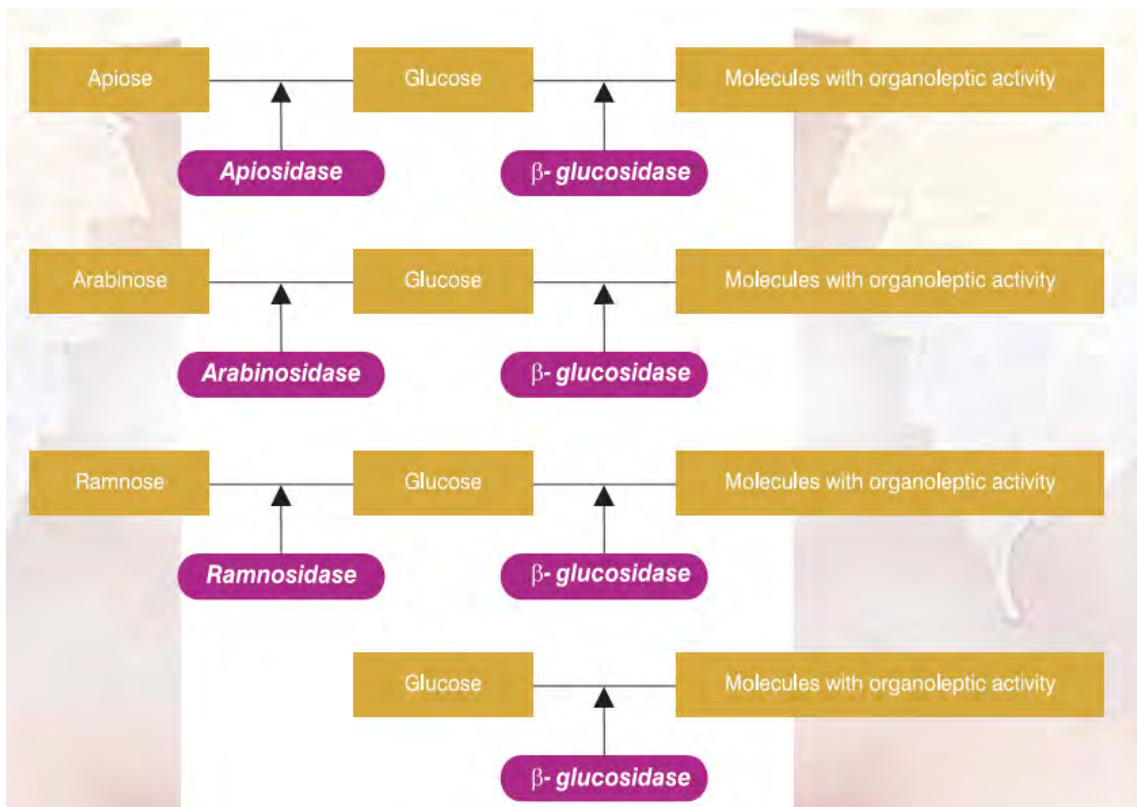 Apiose Glucose Molecules with organoleptic activity
Apiosidase β- glucosidase
Arabinose Glucose Molecules with organoleptic activity
Arabinosidase β- glucosidase
Ramnose Glucose Molecules with organoleptic activity
Ramnosidase β- glucosidase
Glucose Molecules with organoleptic activity
β- glucosidase